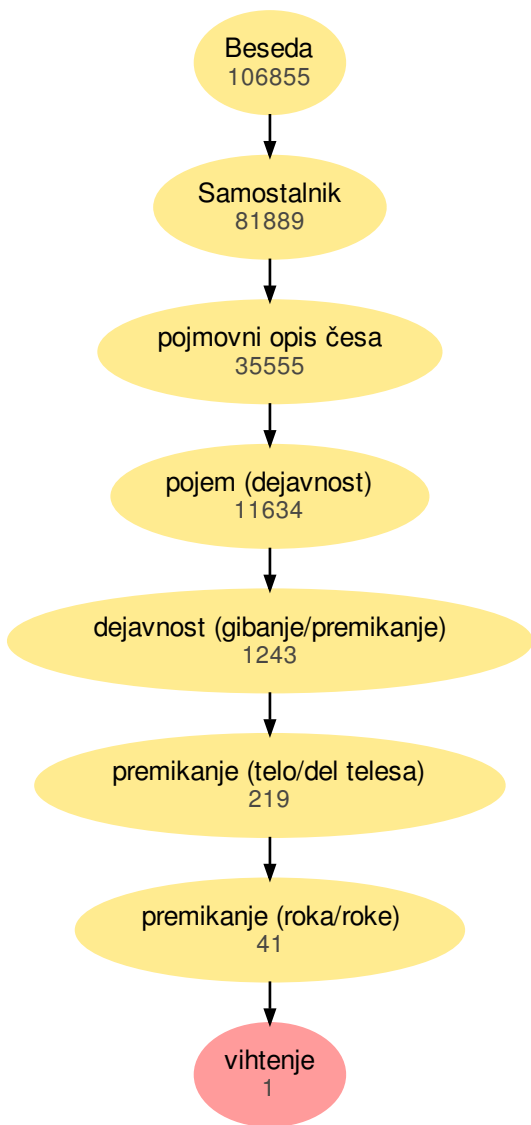 Beseda
106855
Samostalnik
81889
pojmovni opis česa
35555
pojem (dejavnost)
11634
dejavnost (gibanje/premikanje)
1243
premikanje (telo/del telesa)
219
premikanje (roka/roke)
41
vihtenje
1